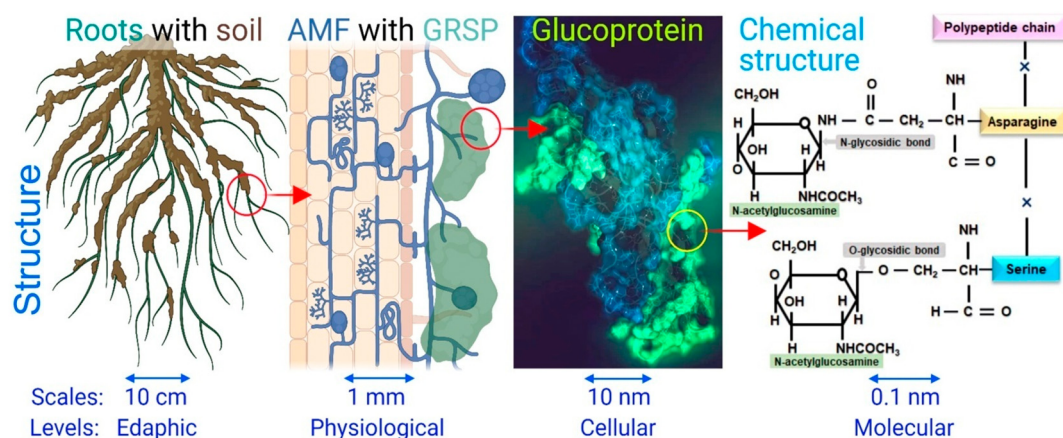 Roots with soil
AMF with GRSP
Glucoprotein
Chemical
structure
Structure
Polypeptide chain
×
CH₂OH
O
NH
O
C
CH₂
NH
C
H
Asparagine
C = O
N-glycosidic bond
H
OH
H
H
H
H
NHCOCH₃
N-acetylglucosamine
×
CH₂OH
O
O-glycosidic bond
O
CH₂
NH
C
H
Serine
H
C = O
H
OH
H
H
H
NHCOCH₃
N-acetylglucosamine
Scales: 10 cm 1 mm 10 nm 0.1 nm
Levels: Edaphic Physiological Cellular Molecular